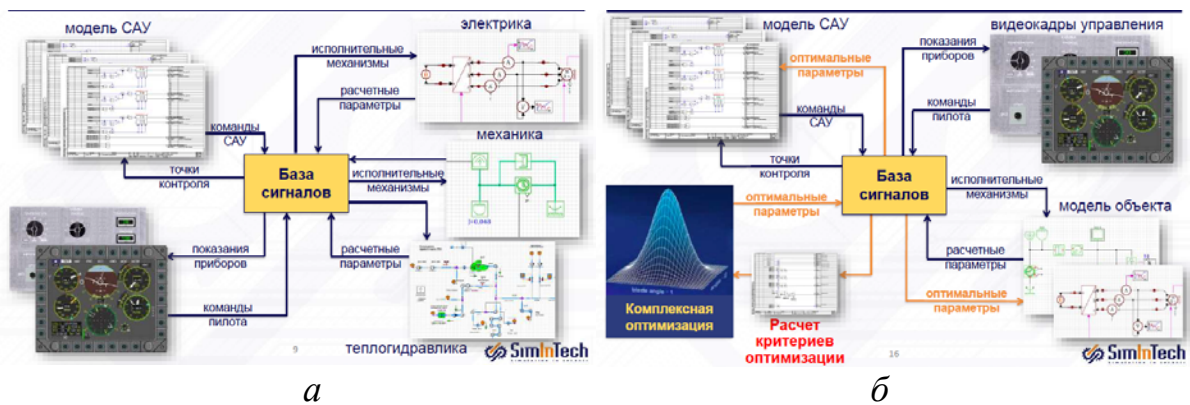 модель САУ
электрика
исполнительные
механизмы
расчетные
параметры
команды
САУ
механика
База
сигналов
точки
контроля
исполнительные
механизмы
показания
приборов
расчетные
параметры
команды
пилота
9
теплогидравлика
SimInTech
а
модель САУ
видеокадры управления
оптимальные
параметры
показания
приборов
команды
САУ
команды
пилота
точки
контроля
База
сигналов
исполнительные
механизмы
оптимальные
параметры
модель объекта
расчетные
параметры
Комплексная
оптимизация
оптимальные
параметры
Расчет
критериев
оптимизации
16
SimInTech
б